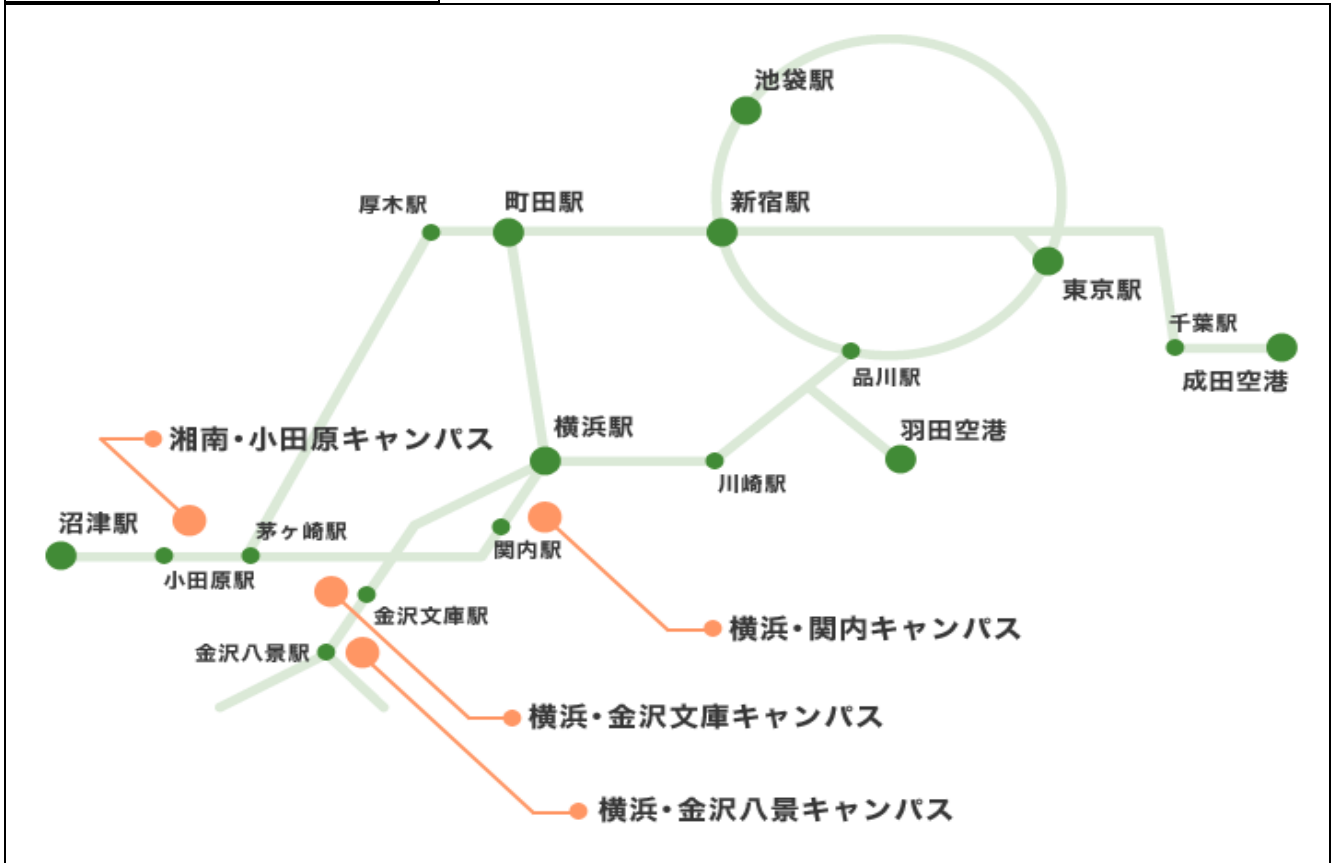 池袋駅
厚木駅
町田駅
新宿駅
東京駅
千葉駅
成田空港
品川駅
羽田空港
横浜駅
川崎駅
湘南・小田原キャンパス
沼津駅
茅ヶ崎駅
小田原駅
関内駅
金沢文庫駅
横浜・関内キャンパス
金沢八景駅
横浜・金沢文庫キャンパス
横浜・金沢八景キャンパス